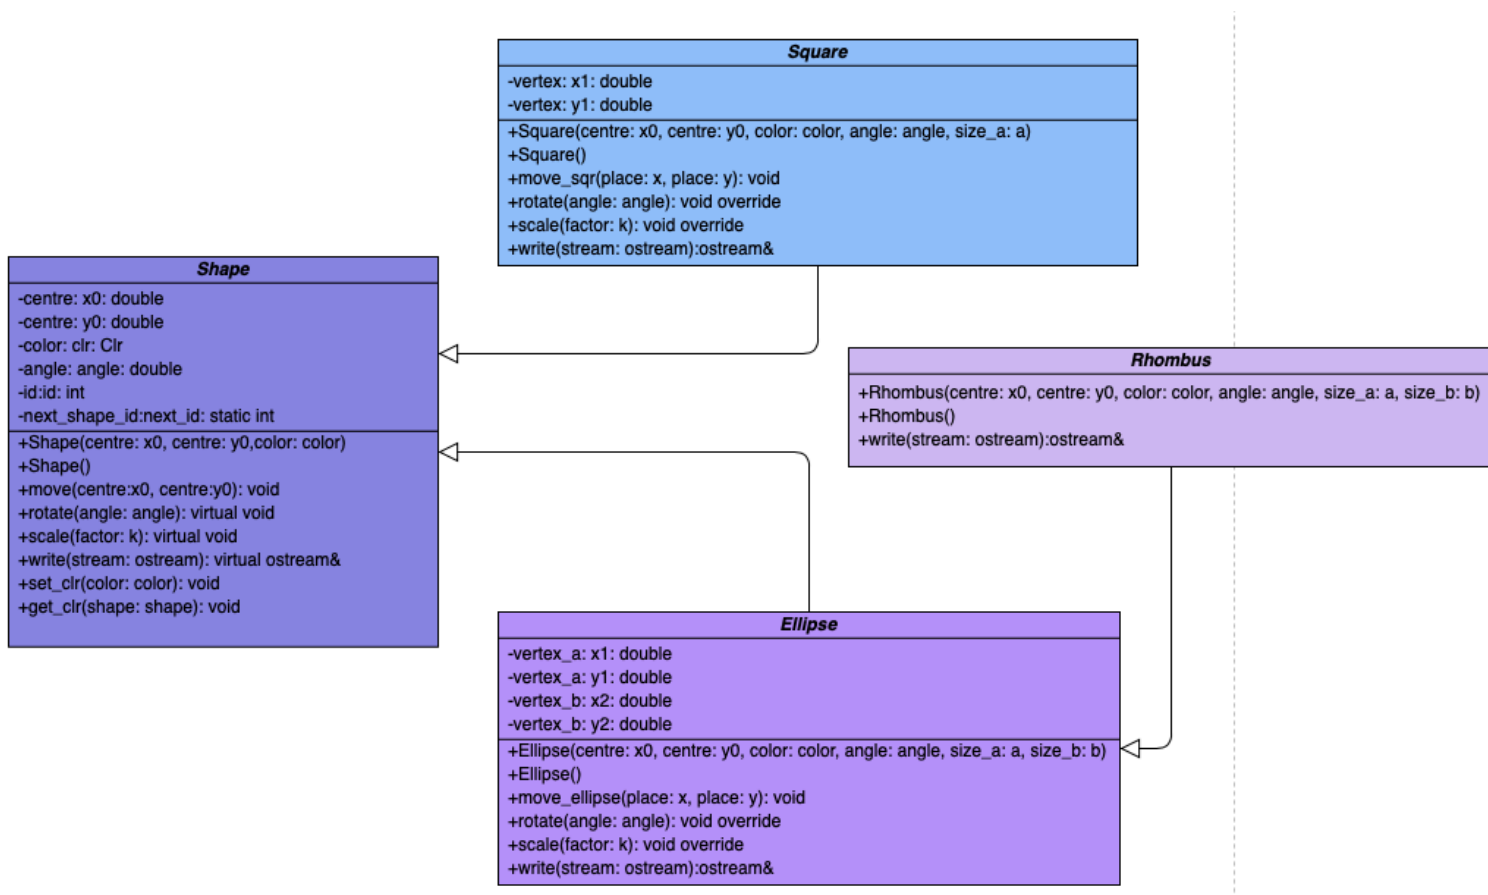 Square
-vertex: x1: double
-vertex: y1: double
+Square(centre: x0, centre: y0, color: color, angle: angle, size_a: a)
+Square()
+move_sqr(place: x, place: y): void
+rotate(angle: angle): void override
+scale(factor: k): void override
+write(stream: ostream):ostream&
Shape
-centre: x0: double
-centre: y0: double
-color: clr: Clr
-angle: angle: double
-id:id: int
-next_shape_id:next_id: static int
+Shape(centre: x0, centre: y0,color: color)
+Shape()
+move(centre:x0, centre:y0): void
+rotate(angle: angle): virtual void
+scale(factor: k): virtual void
+write(stream: ostream): virtual ostream&
+set_clr(color: color): void
+get_clr(shape: shape): void
Rhombus
+Rhombus(centre: x0, centre: y0, color: color, angle: angle, size_a: a, size_b: b)
+Rhombus()
+write(stream: ostream):ostream&
Ellipse
-vertex_a: x1: double
-vertex_a: y1: double
-vertex_b: x2: double
-vertex_b: y2: double
+Ellipse(centre: x0, centre: y0, color: color, angle: angle, size_a: a, size_b: b)
+Ellipse()
+move_ellipse(place: x, place: y): void
+rotate(angle: angle): void override
+scale(factor: k): void override
+write(stream: ostream):ostream&